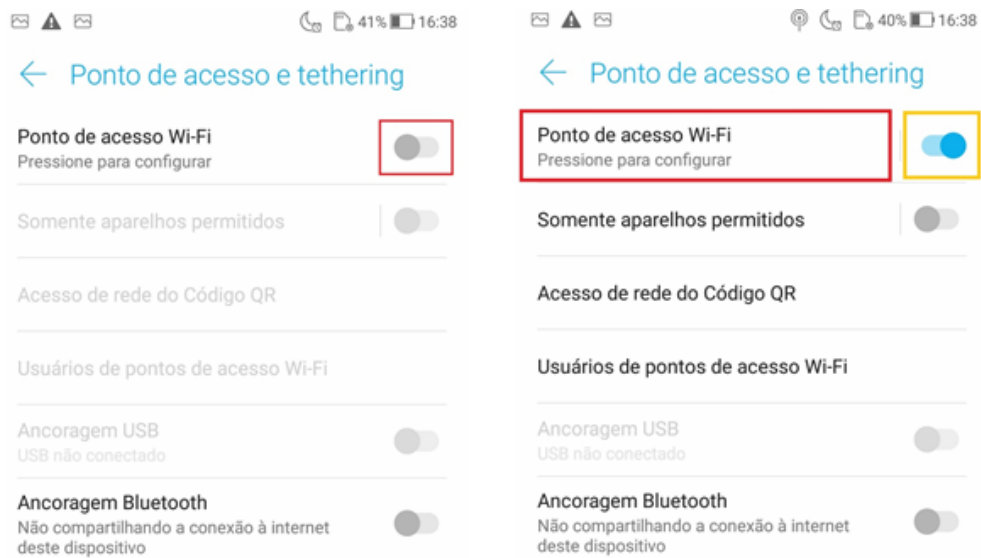 41% 16:38
Ponto de acesso e tethering
Ponto de acesso Wi-Fi
Pressione para configurar
Somente aparelhos permitidos
Acesso de rede do Código QR
Usuários de pontos de acesso Wi-Fi
Ancoragem USB
USB não conectado
Ancoragem Bluetooth
Não compartilhando a conexão à internet
deste dispositivo
40% 16:38
Ponto de acesso e tethering
Ponto de acesso Wi-Fi
Pressione para configurar
Somente aparelhos permitidos
Acesso de rede do Código QR
Usuários de pontos de acesso Wi-Fi
Ancoragem USB
USB não conectado
Ancoragem Bluetooth
Não compartilhando a conexão à internet
deste dispositivo